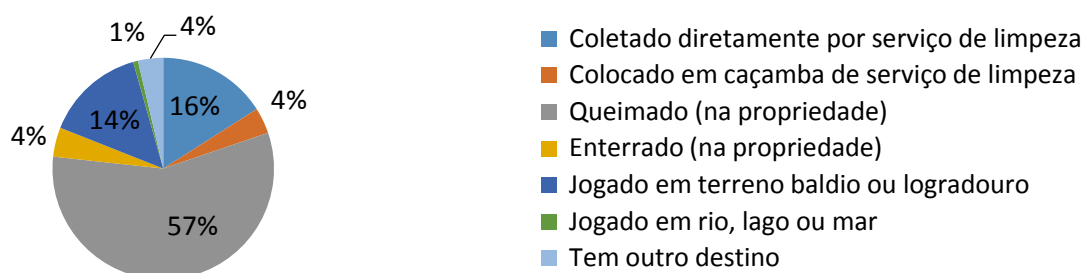 1%
4%
16%
4%
14%
4%
57%
Coletado diretamente por serviço de limpeza
Colocado em caçamba de serviço de limpeza
Queimado (na propriedade)
Enterrado (na propriedade)
Jogado em terreno baldio ou logradouro
Jogado em rio, lago ou mar
Tem outro destino